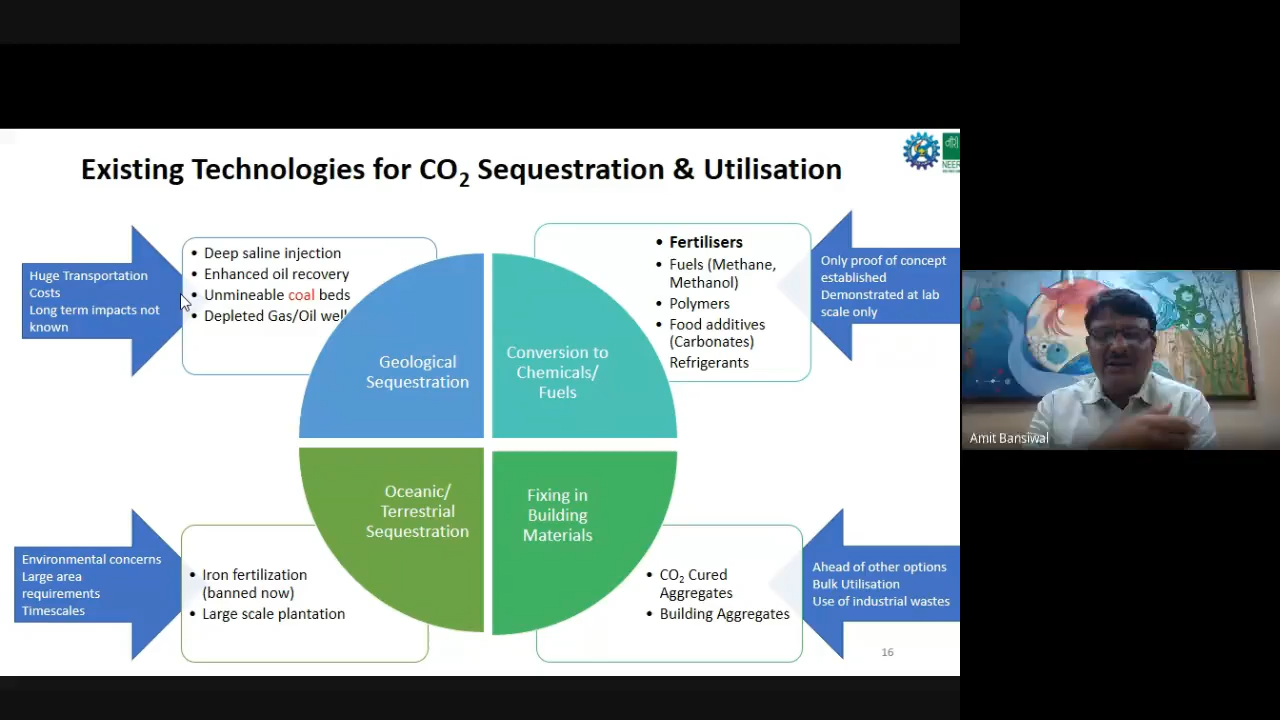 Existing Technologies for CO2 Sequestration & Utilisation
Huge Transportation
Costs
Long term impacts not
known
• Deep saline injection
• Enhanced oil recovery
• Unmineable coal beds
• Depleted Gas/Oil well
Geological
Sequestration
Conversion to
Chemicals/
Fuels
• Fertilisers
• Fuels (Methane,
Methanol)
• Polymers
• Food additives
(Carbonates)
Refrigerants
Only proof of concept
established
Demonstrated at lab
scale only
Environmental concerns
Large area
requirements
Timescales
• Iron fertilization
(banned now)
• Large scale plantation
Oceanic/
Terrestrial
Sequestration
Fixing in
Building
Materials
• CO2 Cured
Aggregates
• Building Aggregates
Ahead of other options
Bulk Utilisation
Use of industrial wastes
16
Amit Bansiwal